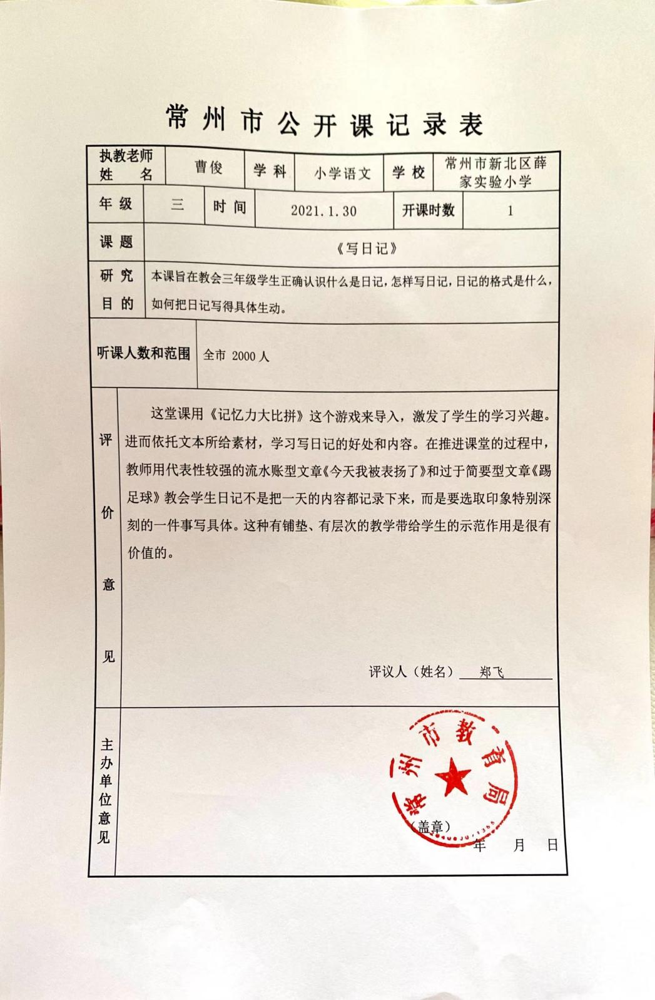 常州市公开课记录表
执教老师 姓名 曹俊 学科 小学语文 学校 常州市新北区薛家实验小学
年级 三 时间 2021.1.30 开课时数 1
课题 《写日记》
研究目的 本课旨在教会三年级学生正确认识什么是日记，怎样写日记，日记的格式是什么，
如何把日记写得具体生动。
听课人数和范围 全市 2000 人
评价意见
这堂课用《记忆力大比拼》这个游戏来导入，激发了学生的学习兴趣。
进而依托文本所给素材，学习写日记的好处和内容。在推进课堂的过程中，
教师用代表性较强的流水账型文章《今天我被表扬了》和过于简要型文章《踢
足球》教会学生日记不是把一天的内容都记录下来，而是要选取印象特别深
刻的一件事写具体。这种有铺垫、有层次的教学带给学生的示范作用是很有
价值的。
评议人（姓名） 郑飞
主办单位意见
常州市教育局
（盖章）
年 月 日